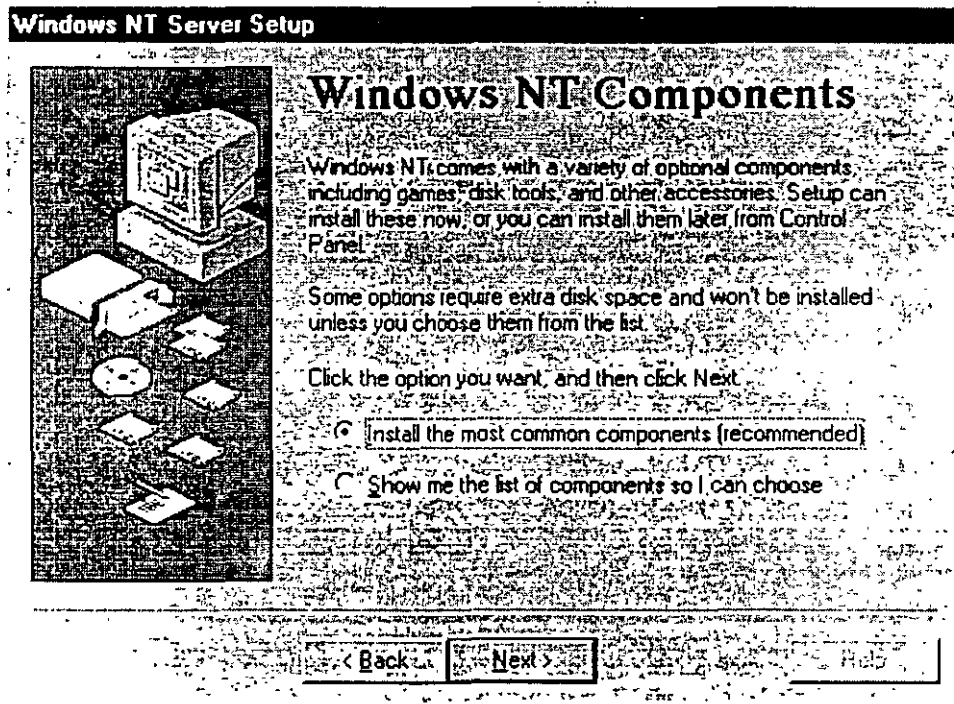 Windows NT Server Setup
Windows NT Components
Windows NT comes with a variety of optional components,
including games, disk tools, and other accessories. Setup can
install these now, or you can install them later from Control
Panel.
Some options require extra disk space and won't be installed
unless you choose them from the list.
Click the option you want, and then click Next.
Install the most common components (recommended)
Show me the list of components so I can choose
< Back
Next >
Help